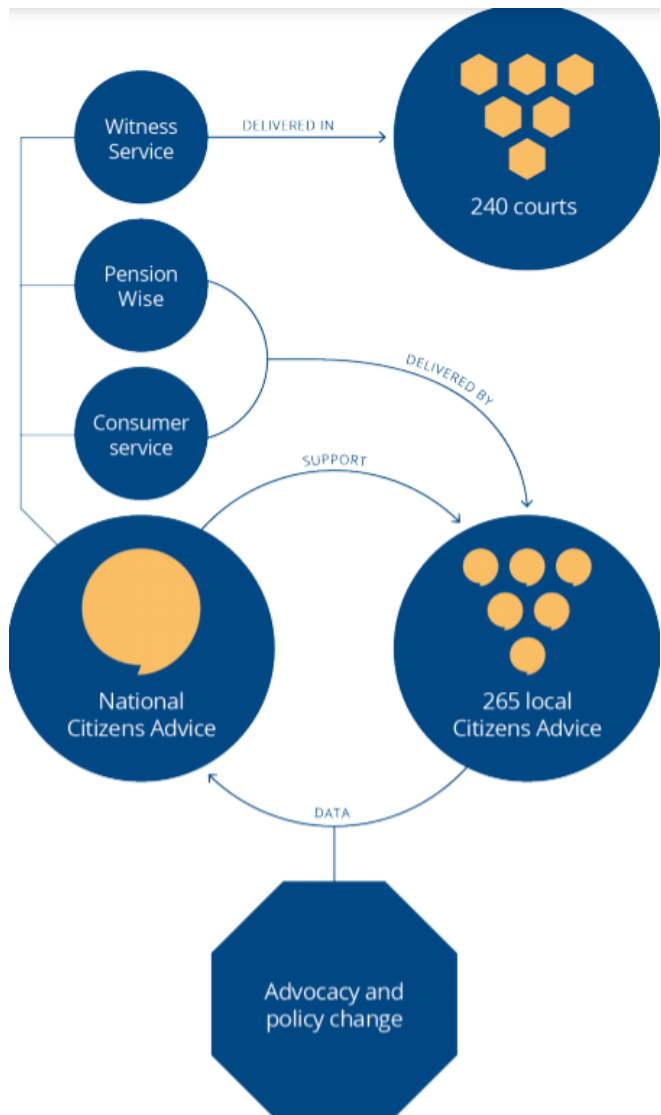 Witness
Service
DELIVERED IN
240 courts
Pension
Wise
DELIVERED BY
Consumer
service
SUPPORT
National
Citizens Advice
265 local
Citizens Advice
DATA
Advocacy and
policy change